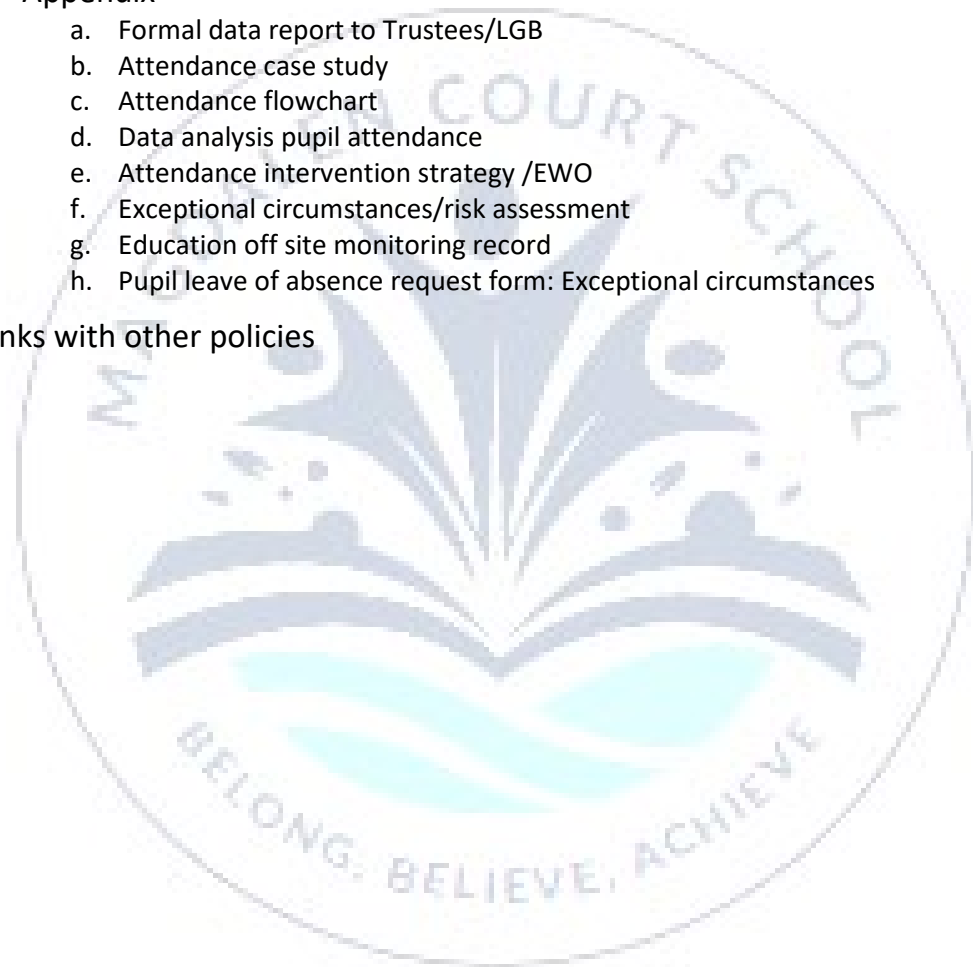 Appendix
a. Formal data report to Trustees/LGB
b. Attendance case study
c. Attendance flowchart
d. Data analysis pupil attendance
e. Attendance intervention strategy /EWO
f. Exceptional circumstances/risk assessment
g. Education off site monitoring record
h. Pupil leave of absence request form: Exceptional circumstances
nks with other policies
MAGDALEN COURT SCHOOL
BELONG, BELIEVE, ACHIEVE